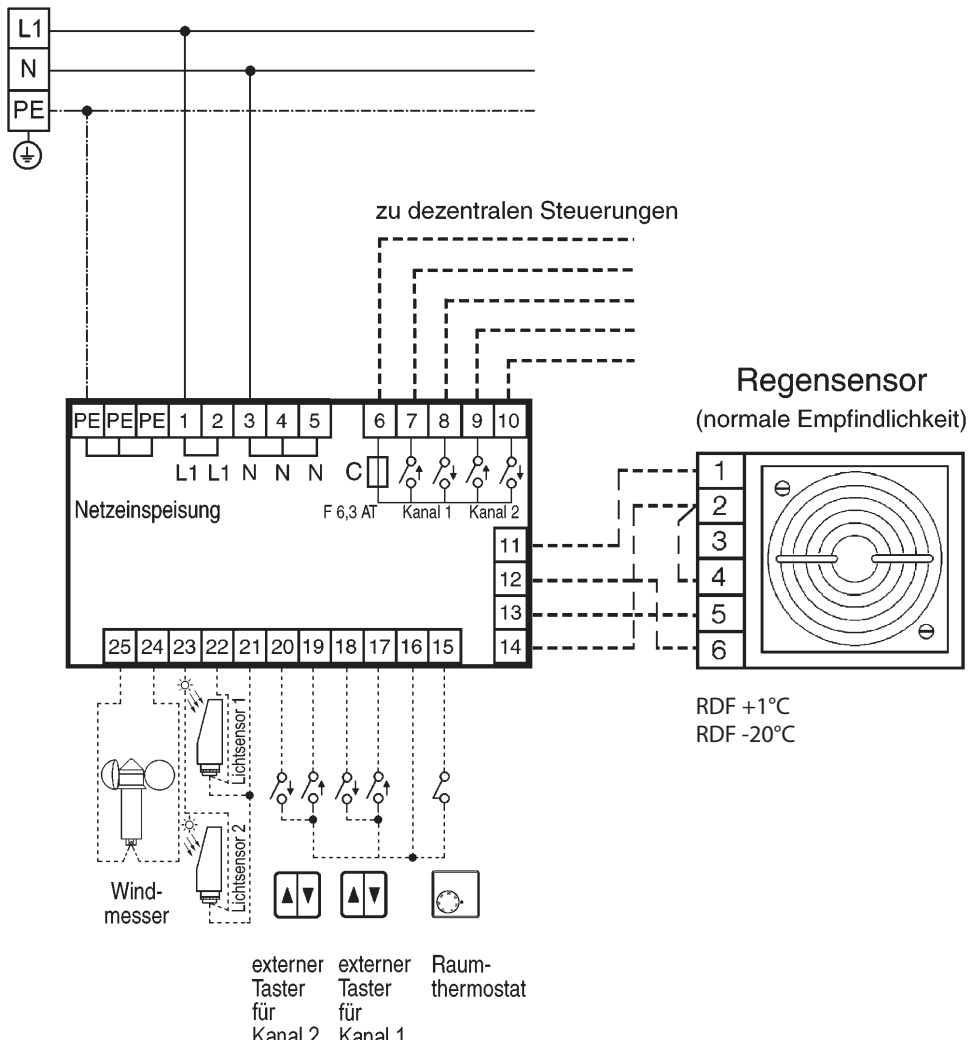 L1
N
PE
zu dezentralen Steuerungen
Regensensor
(normale Empfindlichkeit)
PE PE PE 1 2 3 4 5 6 7 8 9 10
L1 L1 N N N C
Netzeinspeisung F 6,3 AT Kanal 1 Kanal 2
11
12
13
14
1
2
3
4
5
6
25 24 23 22 21 20 19 18 17 16 15
RDF +1°C
RDF -20°C
Lichtsensor 1
Lichtsensor 2
Wind-
messer
externer
Taster
für
Kanal 2
externer
Taster
für
Kanal 1
Raum-
thermostat